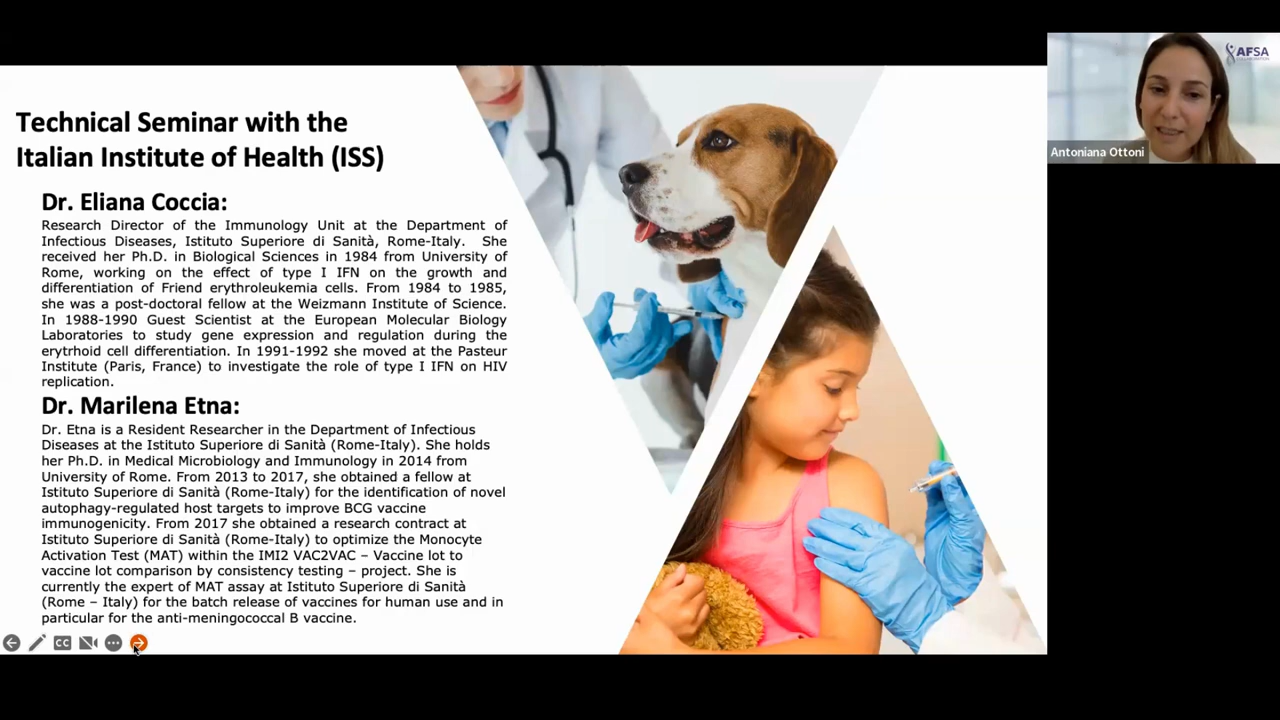 Technical Seminar with the
Italian Institute of Health (ISS)
Dr. Eliana Coccia:
Research Director of the Immunology Unit at the Department of
Infectious Diseases, Istituto Superiore di Sanità, Rome-Italy. She
received her Ph.D. in Biological Sciences in 1984 from University of
Rome, working on the effect of type I IFN on the growth and
differentiation of Friend erythroleukemia cells. From 1984 to 1985,
she was a post-doctoral fellow at the Weizmann Institute of Science.
In 1988-1990 Guest Scientist at the European Molecular Biology
Laboratories to study gene expression and regulation during the
erytrhoid cell differentiation. In 1991-1992 she moved at the Pasteur
Institute (Paris, France) to investigate the role of type I IFN on HIV
replication.
Dr. Marilena Etna:
Dr. Etna is a Resident Researcher in the Department of Infectious
Diseases at the Istituto Superiore di Sanità (Rome-Italy). She holds
her Ph.D. in Medical Microbiology and Immunology in 2014 from
University of Rome. From 2013 to 2017, she obtained a fellow at
Istituto Superiore di Sanità (Rome-Italy) for the identification of novel
autophagy-regulated host targets to improve BCG vaccine
immunogenicity. From 2017 she obtained a research contract at
Istituto Superiore di Sanità (Rome-Italy) to optimize the Monocyte
Activation Test (MAT) within the IMI2 VAC2VAC – Vaccine lot to
vaccine lot comparison by consistency testing – project. She is
currently the expert of MAT assay at Istituto Superiore di Sanità
(Rome – Italy) for the batch release of vaccines for human use and in
particular for the anti-meningococcal B vaccine.
CC
AFSA
COLLABORATION
Antoniana Ottoni